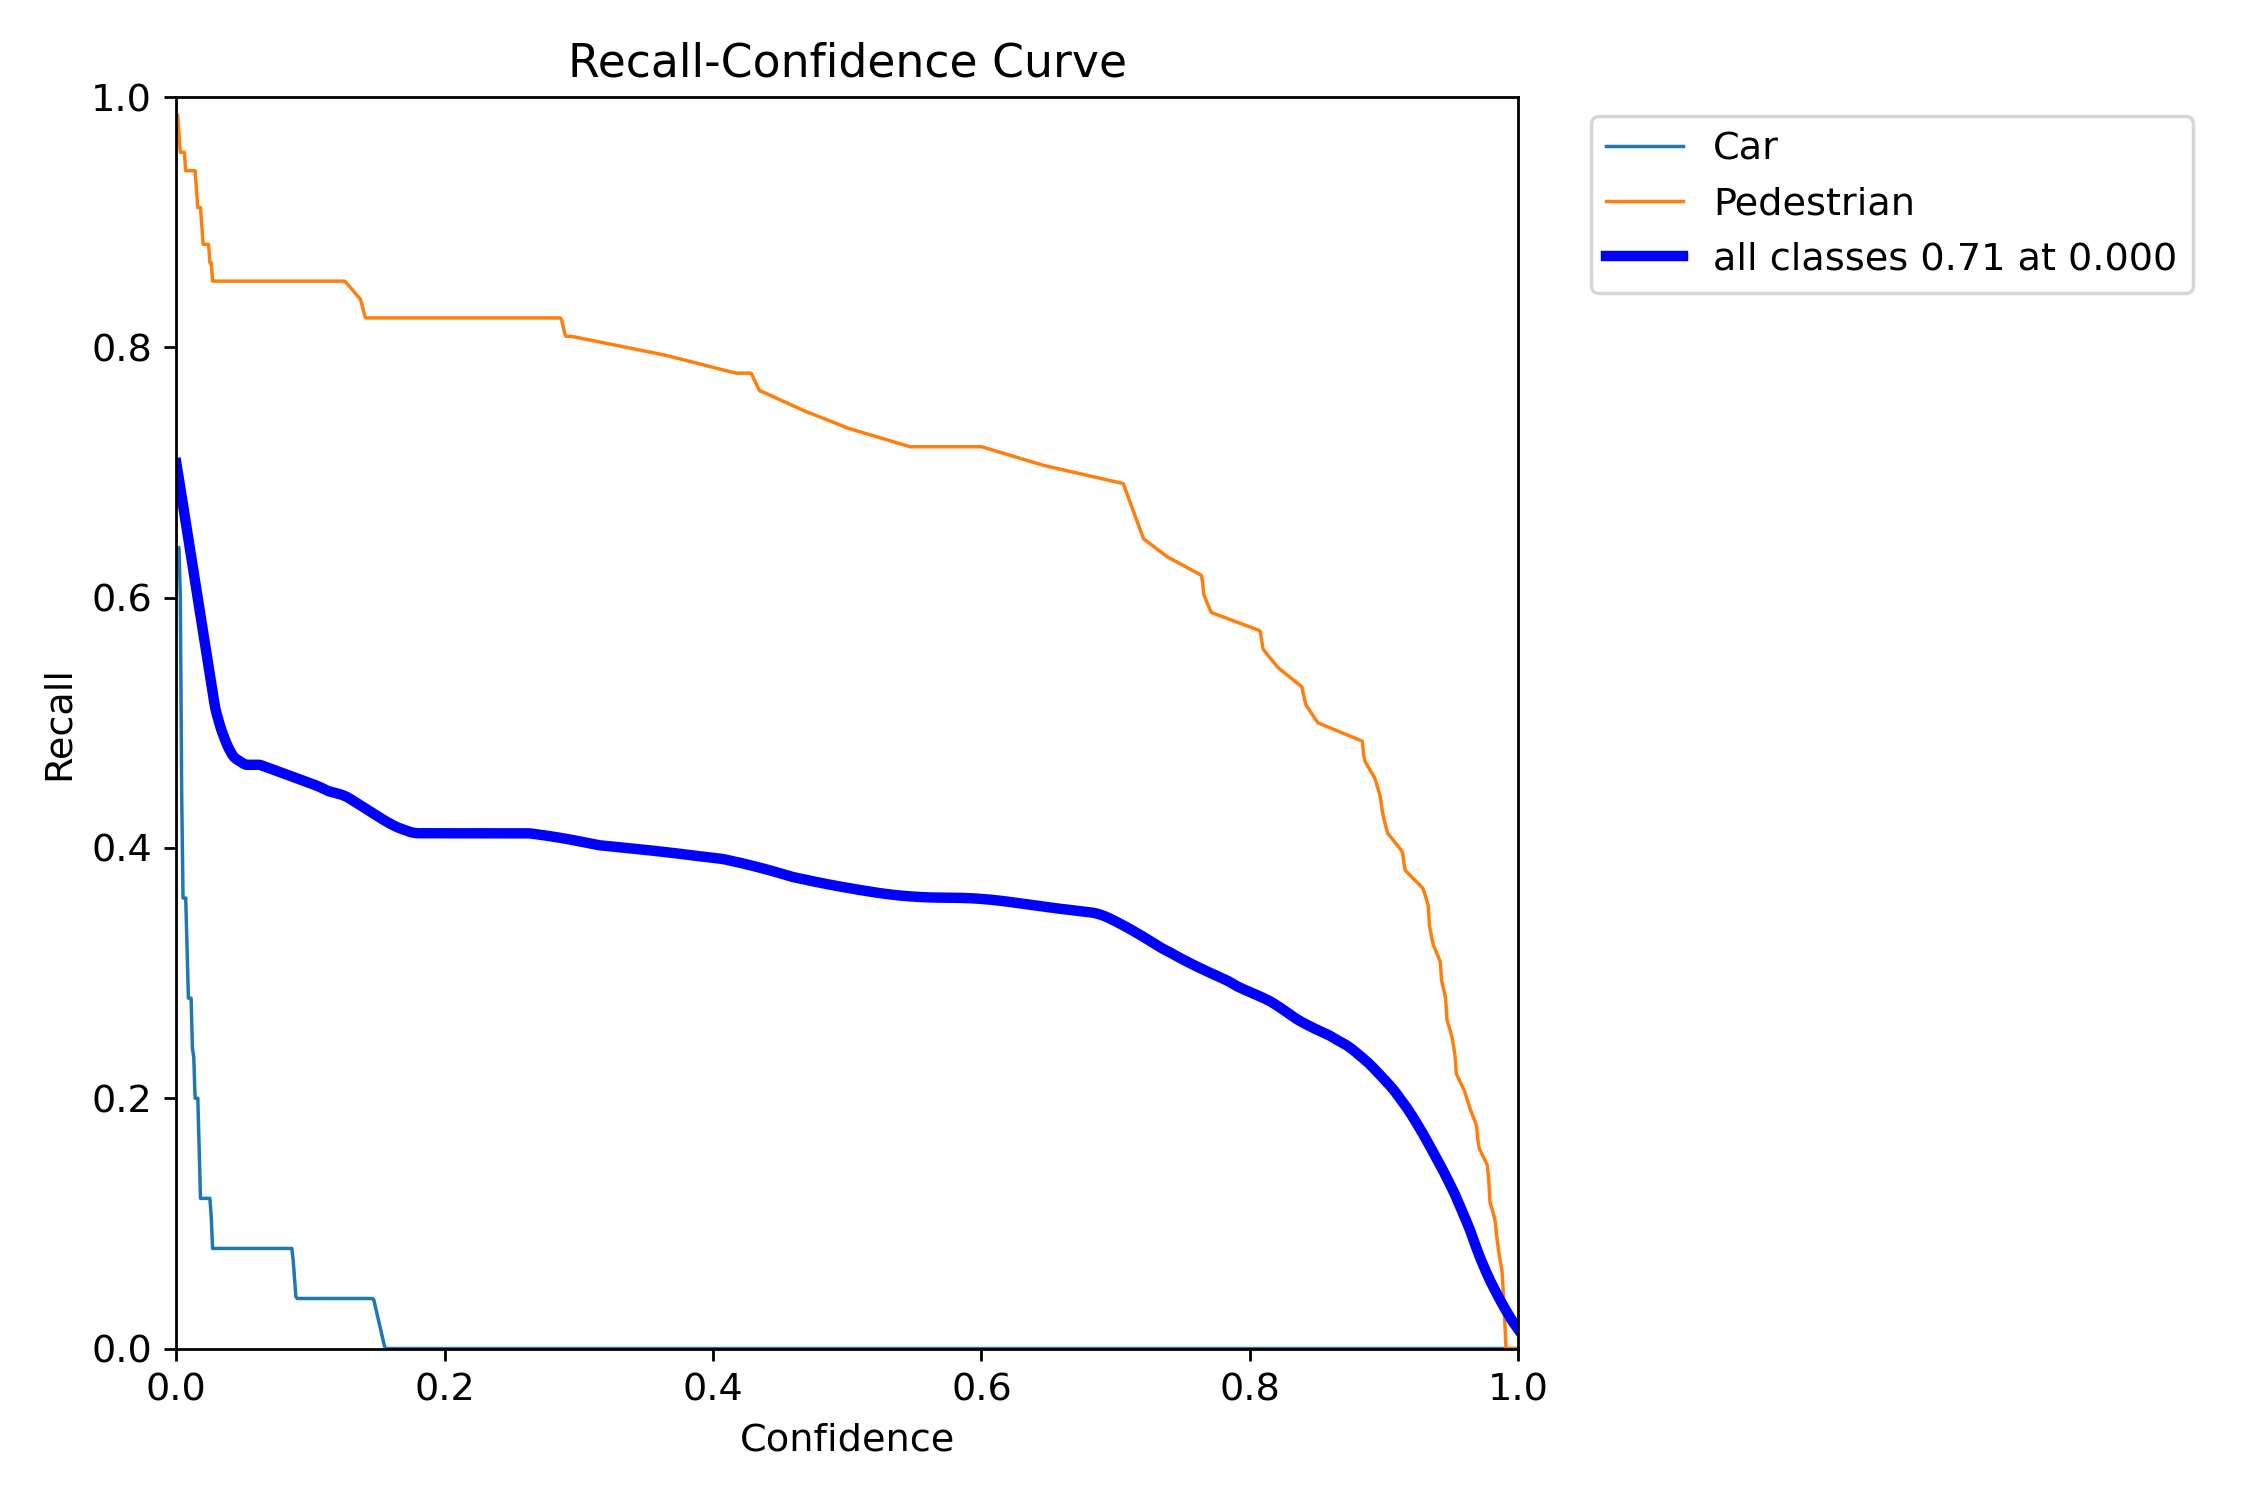 Recall-Confidence Curve
1.0
0.8
0.6
0.4
0.2
0.0
Recall
0.0 0.2 0.4 0.6 0.8 1.0
Confidence
Car
Pedestrian
all classes 0.71 at 0.000